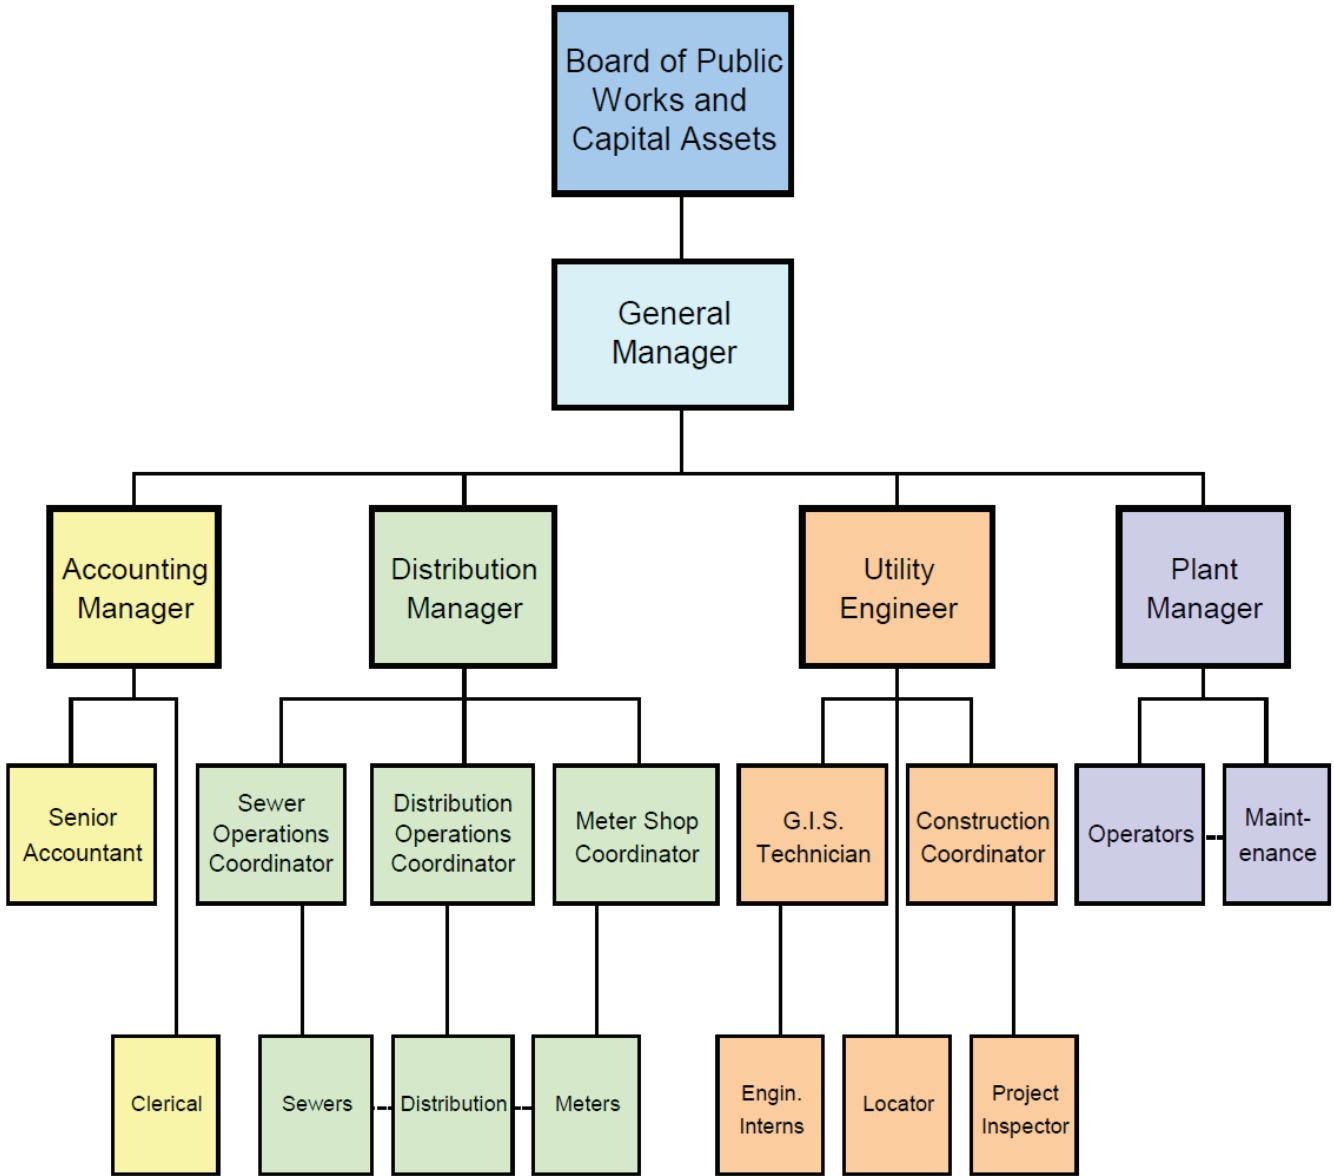 Board of Public
Works and
Capital Assets
General
Manager
Accounting
Manager
Distribution
Manager
Utility
Engineer
Plant
Manager
Senior
Accountant
Sewer
Operations
Coordinator
Distribution
Operations
Coordinator
Meter Shop
Coordinator
G.I.S.
Technician
Construction
Coordinator
Operators
Maint-
enance
Clerical
Sewers
Distribution
Meters
Engin.
Interns
Locator
Project
Inspector